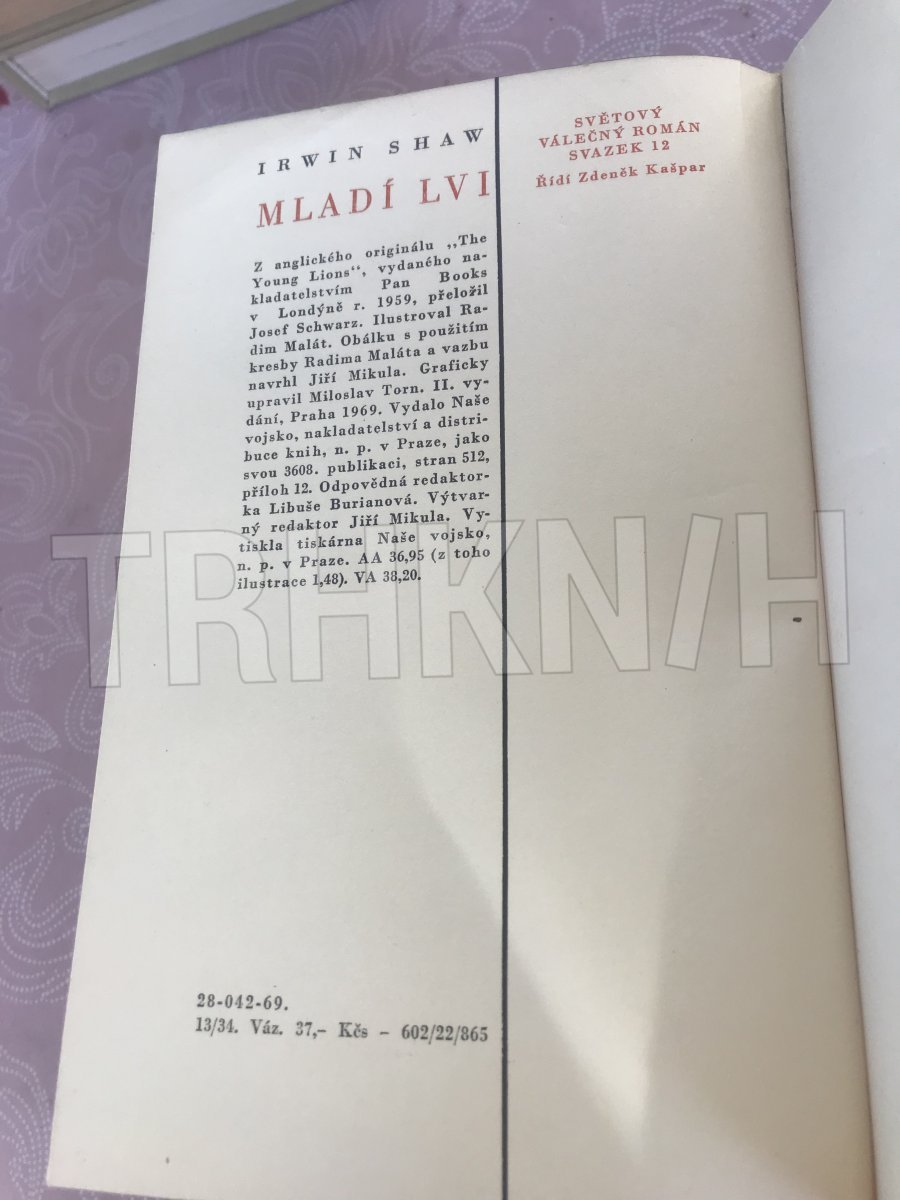 IRWIN SHAW
MLADÍ LVI
Z anglického originálu ,,The
Young Lions“, vydaného na-
kladatelstvím Pan Books
v Londýně r. 1959, přeložil
Josef Schwarz. Ilustroval Ra-
dim Malát. Obálku s použitím
kresby Radima Maláta a vazbu
navrhl Jiří Mikula. Graficky
upravil Miloslav Torn. II. vy-
dání, Praha 1969. Vydalo Naše
vojsko, nakladatelství a distri-
buce knih, n. p. v Praze, jako
svou 3608. publikaci, stran 512,
příloh 12. Odpovědná redaktor-
ka Libuše Burianová. Výtvar-
ný redaktor Jiří Mikula. Vy-
tiskla tiskárna Naše vojsko,
n. p. v Praze. AA 36,95 (z toho
ilustrace 1,48). VA 38,20.
28-042-69.
13/34. Váz. 37,– Kčs – 602/22/865
SVĚTOVÝ
VÁLEČNÝ ROMÁN
SVAZEK 12
Řídí Zdeněk Kašpar
TRHKN/H